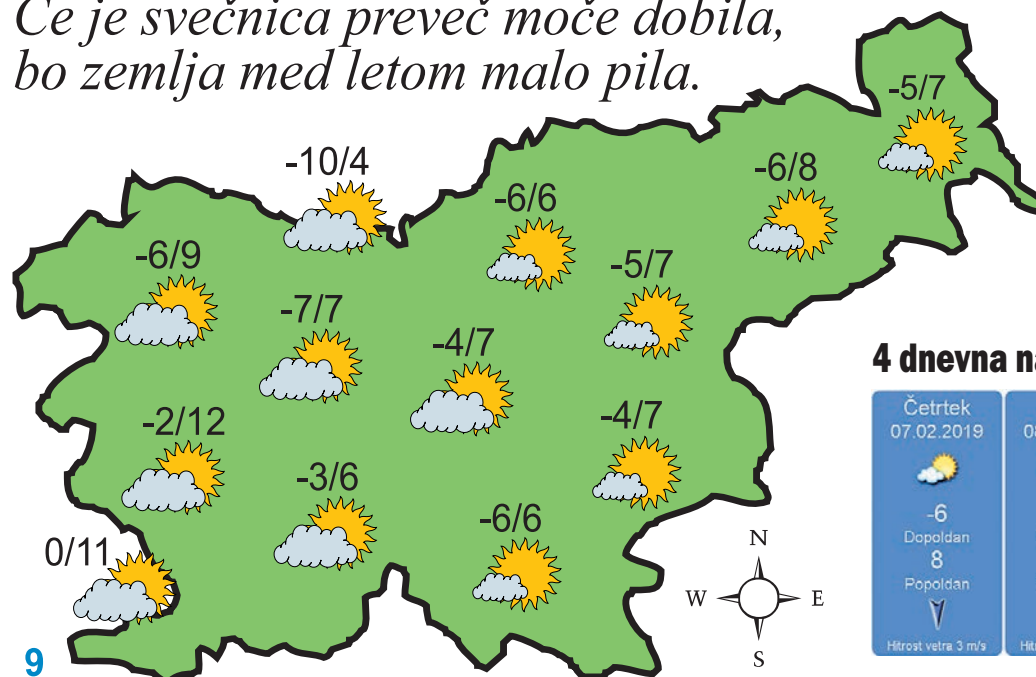 Če je svečnica preveč moče dobila,
bo zemlja med letom malo pila.
-5/7
-10/4
-6/8
-6/6
-6/9
-5/7
-7/7
-4/7
-2/12
-4/7
-3/6
-6/6
0/11
N
W
E
S
4 dnevna
Četrtek
07.02.2019
-6
Dopoldan
8
Popoldan
Hitrost vetra 3 m/s
9